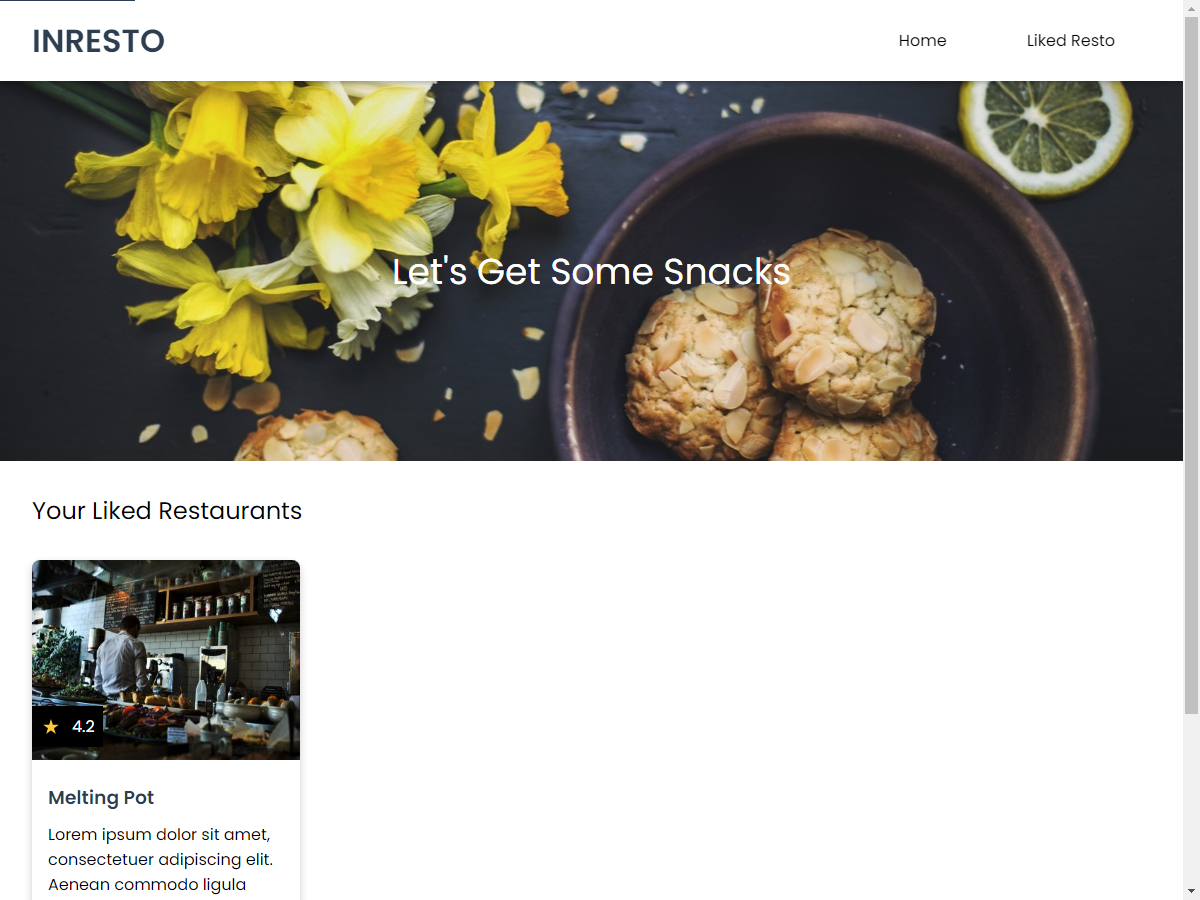 INRESTO
Home
Liked Resto
Let's Get Some Snacks
Your Liked Restaurants
4.2
Melting Pot
Lorem ipsum dolor sit amet,
consectetuer adipiscing elit.
Aenean commodo ligula